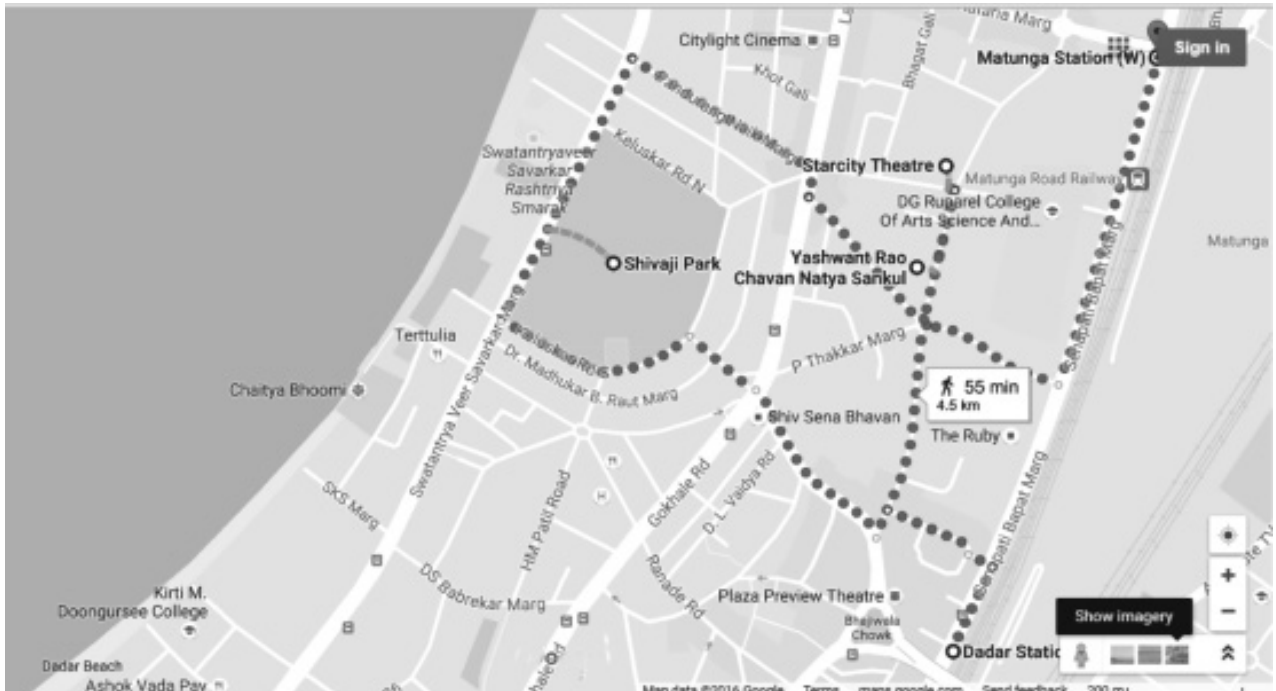 Citylight Cinema
Khot Gali
Bhagat Gali
Sign in
Matunga Station (W)
Keluskar Rd N
Swatantryaveer
Savarkar
Rashtriya
Smarak
Starcity Theatre
Matunga Road Railway
DG Ruparel College
Of Arts Science And...
Matunga
Shivaji Park
Yashwant Rao
Chavan Natya Sankul
Senapati Bapat Marg
Terttulia
P Thakkar Marg
Dr. Madhukar B. Raut Marg
Swatantrya Veer Savarkar Marg
Chaitya Bhoomi
55 min
4.5 km
Shiv Sena Bhavan
The Ruby
SKS Marg
HM Patil Road
Gokhale Rd
D. L. Vaidya Rd
Senapati Bapat Marg
DS Babrekar Marg
Ranade Rd
Kirti M.
Doongursee College
Plaza Preview Theatre
Bhajiwala
Chowk
Show imagery
Dadar Static
Dadar Beach
Ashok Vada Pav
Map data ©2016 Google
Terms
maps.google.com
Send feedback
200 m